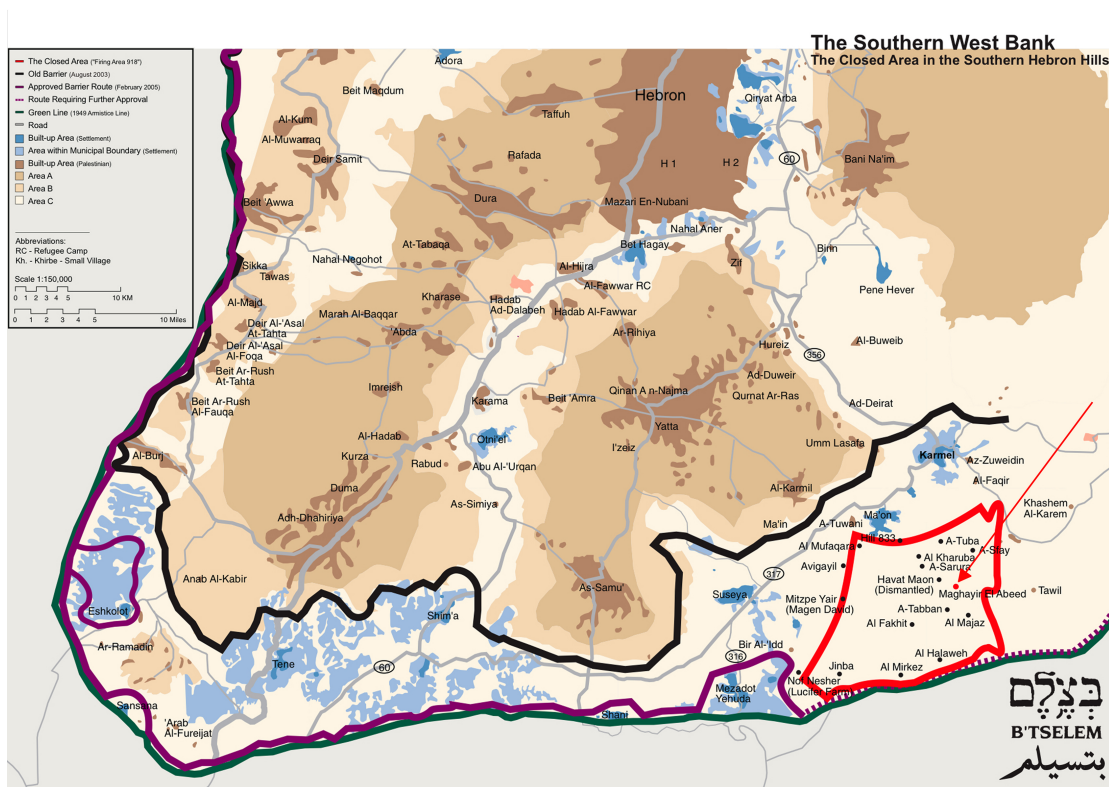 The Southern West Bank
The Closed Area in the Southern Hebron Hills
The Closed Area ("Firing Area 918")
Old Barrier (August 2003)
Approved Barrier Route (February 2005)
Route Requiring Further Approval
Green Line (1949 Armistice Line)
Road
Built-up Area (Settlement)
Area within Municipal Boundary (Settlement)
Built-up Area (Palestinian)
Area A
Area B
Area C
Abbreviations:
RC - Refugee Camp
Kh. - Khirbe - Small Village
Scale 1:150,000
0 1 2 3 4 5 10 KM
0 1 2 3 4 5 10 Miles
Adora
Beit Maqdum
Hebron
Qiryat Arba
Taffuh
Al-Kum
Al-Muwarraq
Deir Samit
Rafada
H 1
H 2
60
Bani Na'im
Beit 'Awwa
Dura
Mazari En-Nubani
Nahal Aner
At-Tabaqa
Bet Hagay
Birin
Sikka
Nahal Negohot
Al-Hijra
Zif
Tawas
Al-Fawwar RC
Pene Hever
Al-Majd
Kharase
Hadab
Ad-Dalabeh
Hadab Al-Fawwar
Marah Al-Baqqar
Deir Al-'Asal
At-Tahta
'Abda
Ar-Rihiya
Deir Al-'Asal
Al-Foqa
Hureiz
Al-Buweib
356
Beit Ar-Rush
At-Tahta
Imreish
Ad-Duweir
Qinan A n-Najma
Qurnat Ar-Ras
Beit Ar-Rush
Al-Fauqa
Karama
Beit 'Amra
Ad-Deirat
Yatta
Al-Hadab
Otni'el
Umm Lasafa
I'zeiz
Al-Burj
Kurza
Rabud
Abu Al-'Urqan
Karmel
Az-Zuweidin
Al-Faqir
Duma
Al-Karmil
As-Simiya
Khashem
Al-Karem
Adh-Dhahiriya
Ma'in
A-Tuwani
Ma'on
Hill 833
A-Tuba
Al Mufaqara
A-Sfay
Al Kharuba
A-Sarura
Avigayil
317
Anab Al-Kabir
As-Samu'
Havat Maon
(Dismantled)
Suseya
Mitzpe Yair
(Magen David)
Maghayir El Abeed
Tawil
Eshkolot
Shim'a
A-Tabban
Al Fakhit
Al Majaz
Ar-Ramadin
Bir Al-'Idd
316
Al Halaweh
Tene
60
Jinba
Al Mirkez
Nof Nesher
(Lucifer Farm)
Mezadot
Yehuda
Sansana
Shani
'Arab
Al-Fureijat
בצלם
B'TSELEM
بتسيلم